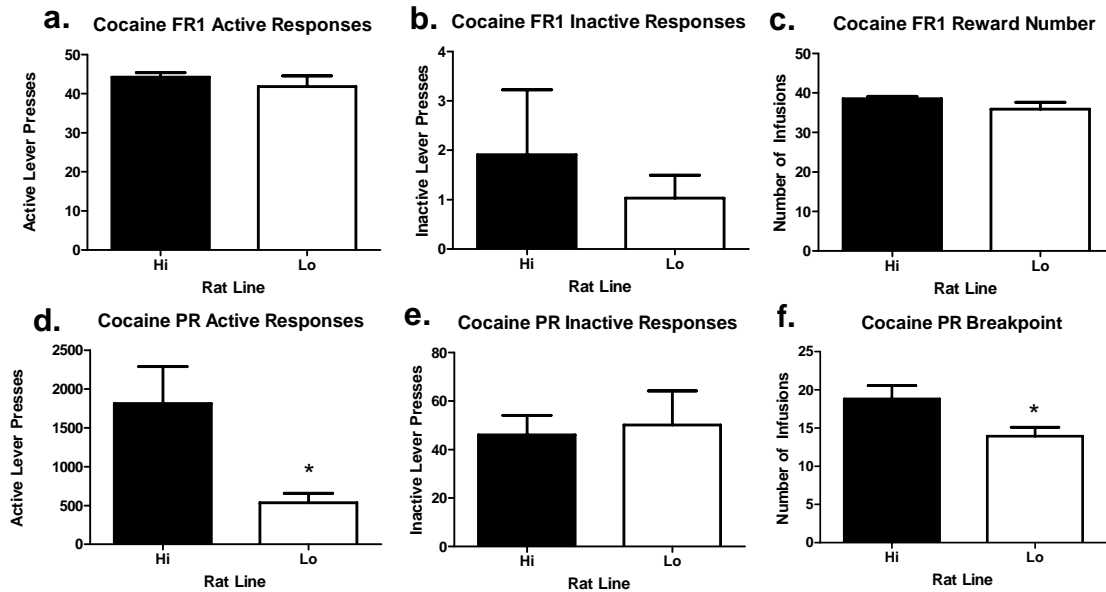 a. Cocaine FR1 Active Responses
Active Lever Presses
50
40
30
20
10
0
Hi Lo
Rat Line
b. Cocaine FR1 Inactive Responses
Inactive Lever Presses
4
3
2
1
0
Hi Lo
Rat Line
c. Cocaine FR1 Reward Number
Number of Infusions
50
40
30
20
10
0
Hi Lo
Rat Line
d. Cocaine PR Active Responses
Active Lever Presses
2500
2000
1500
1000
500
0
*
Hi Lo
Rat Line
e. Cocaine PR Inactive Responses
Inactive Lever Presses
80
60
40
20
0
Hi Lo
Rat Line
f. Cocaine PR Breakpoint
Number of Infusions
25
20
15
10
5
0
*
Hi Lo
Rat Line